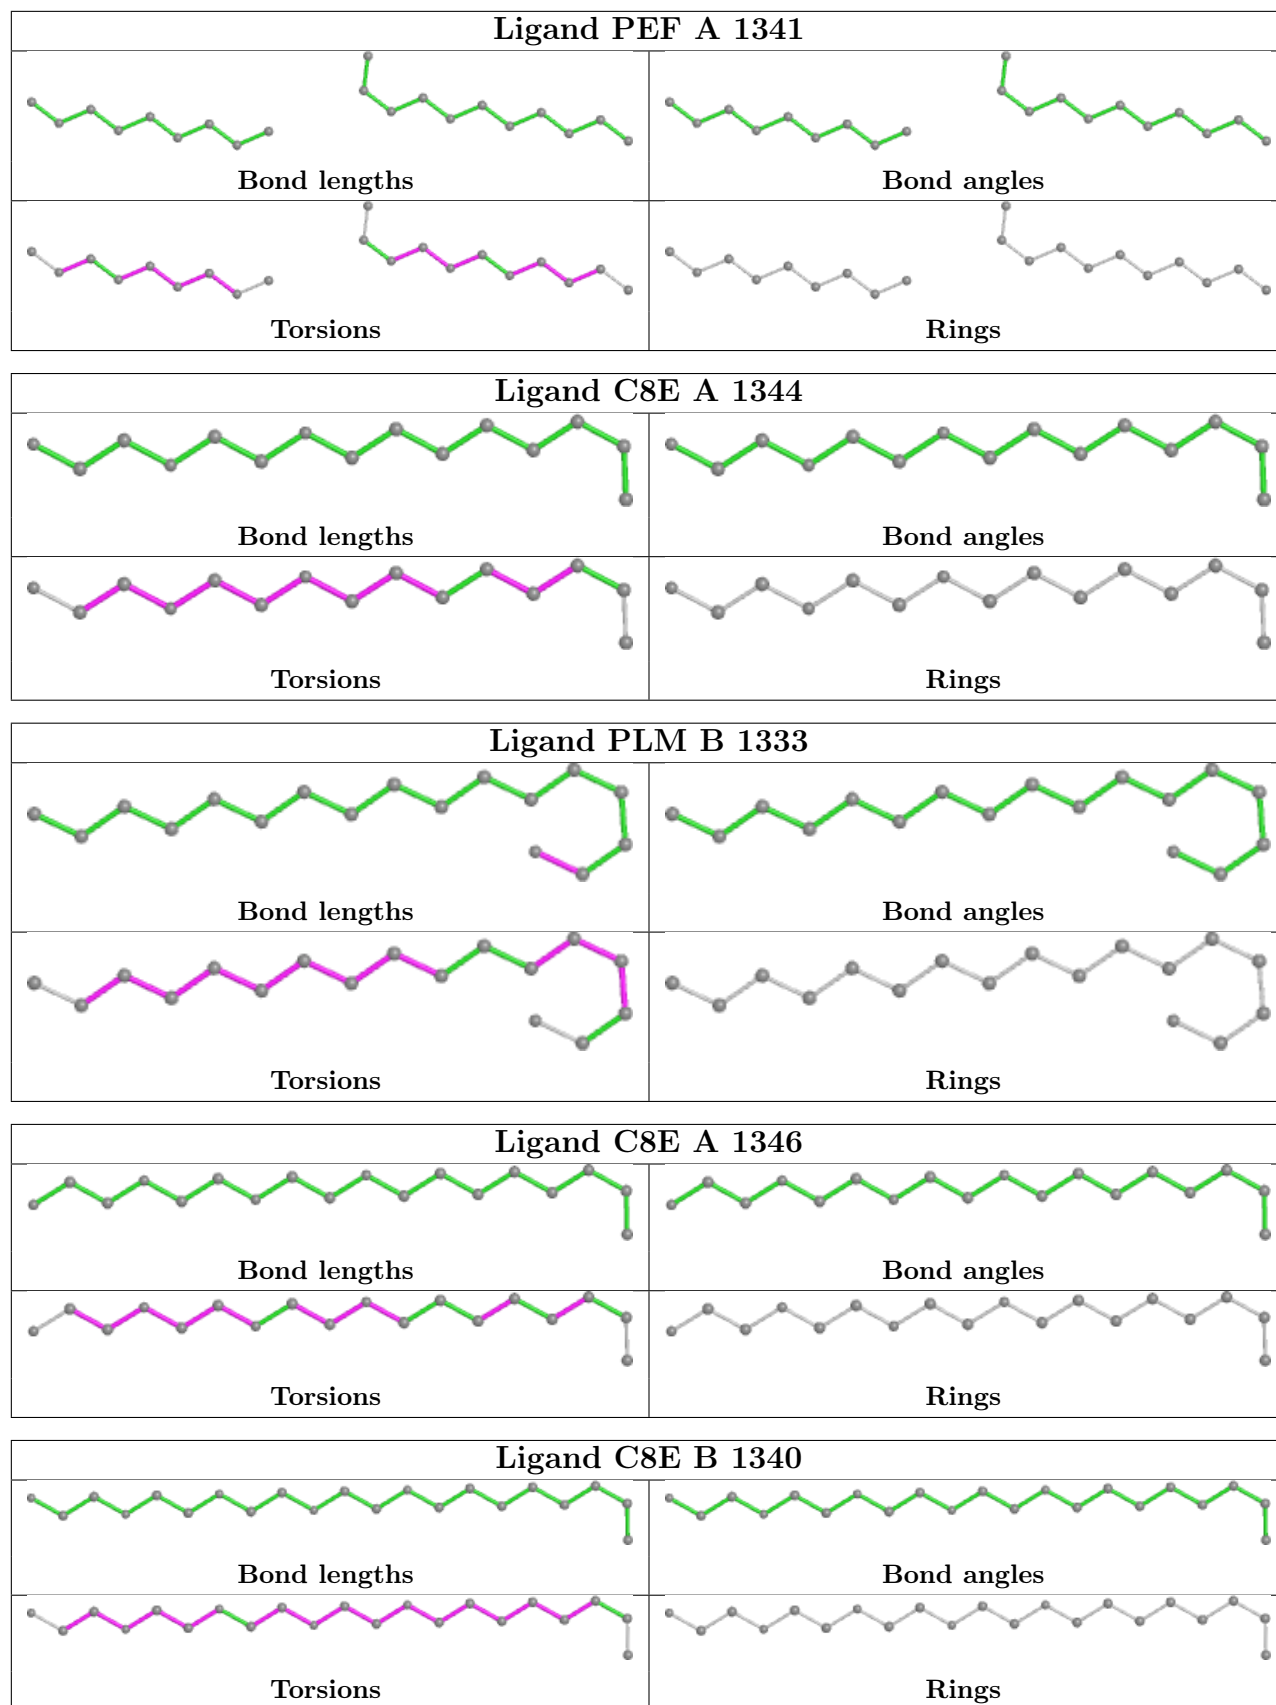 Ligand PEF A 1341
Bond lengths
Bond angles
Torsions
Rings
Ligand C8E A 1344
Bond lengths
Bond angles
Torsions
Rings
Ligand PLM B 1333
Bond lengths
Bond angles
Torsions
Rings
Ligand C8E A 1346
Bond lengths
Bond angles
Torsions
Rings
Ligand C8E B 1340
Bond lengths
Bond angles
Torsions
Rings